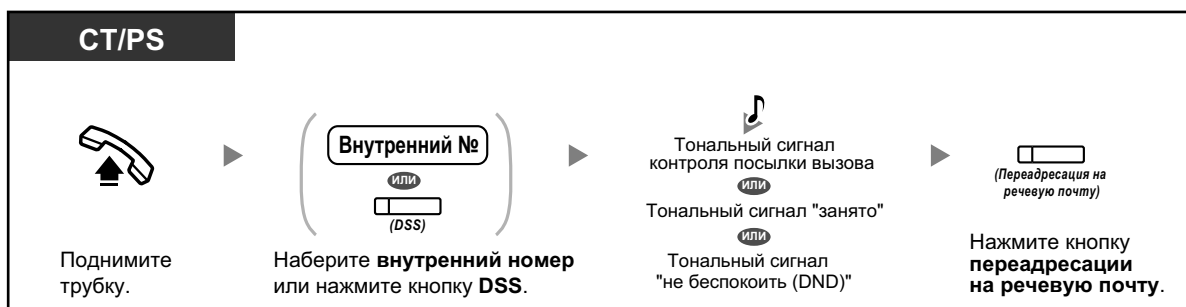 CT/PS
Внутренний №
или
(DSS)
Тональный сигнал
контроля посылки вызова
или
Тональный сигнал "занято"
или
Тональный сигнал
"не беспокоить (DND)"
(Переадресация на
речевую почту)
Поднимите
трубку.
Наберите внутренний номер
или нажмите кнопку DSS.
Нажмите кнопку
переадресации
на речевую почту.